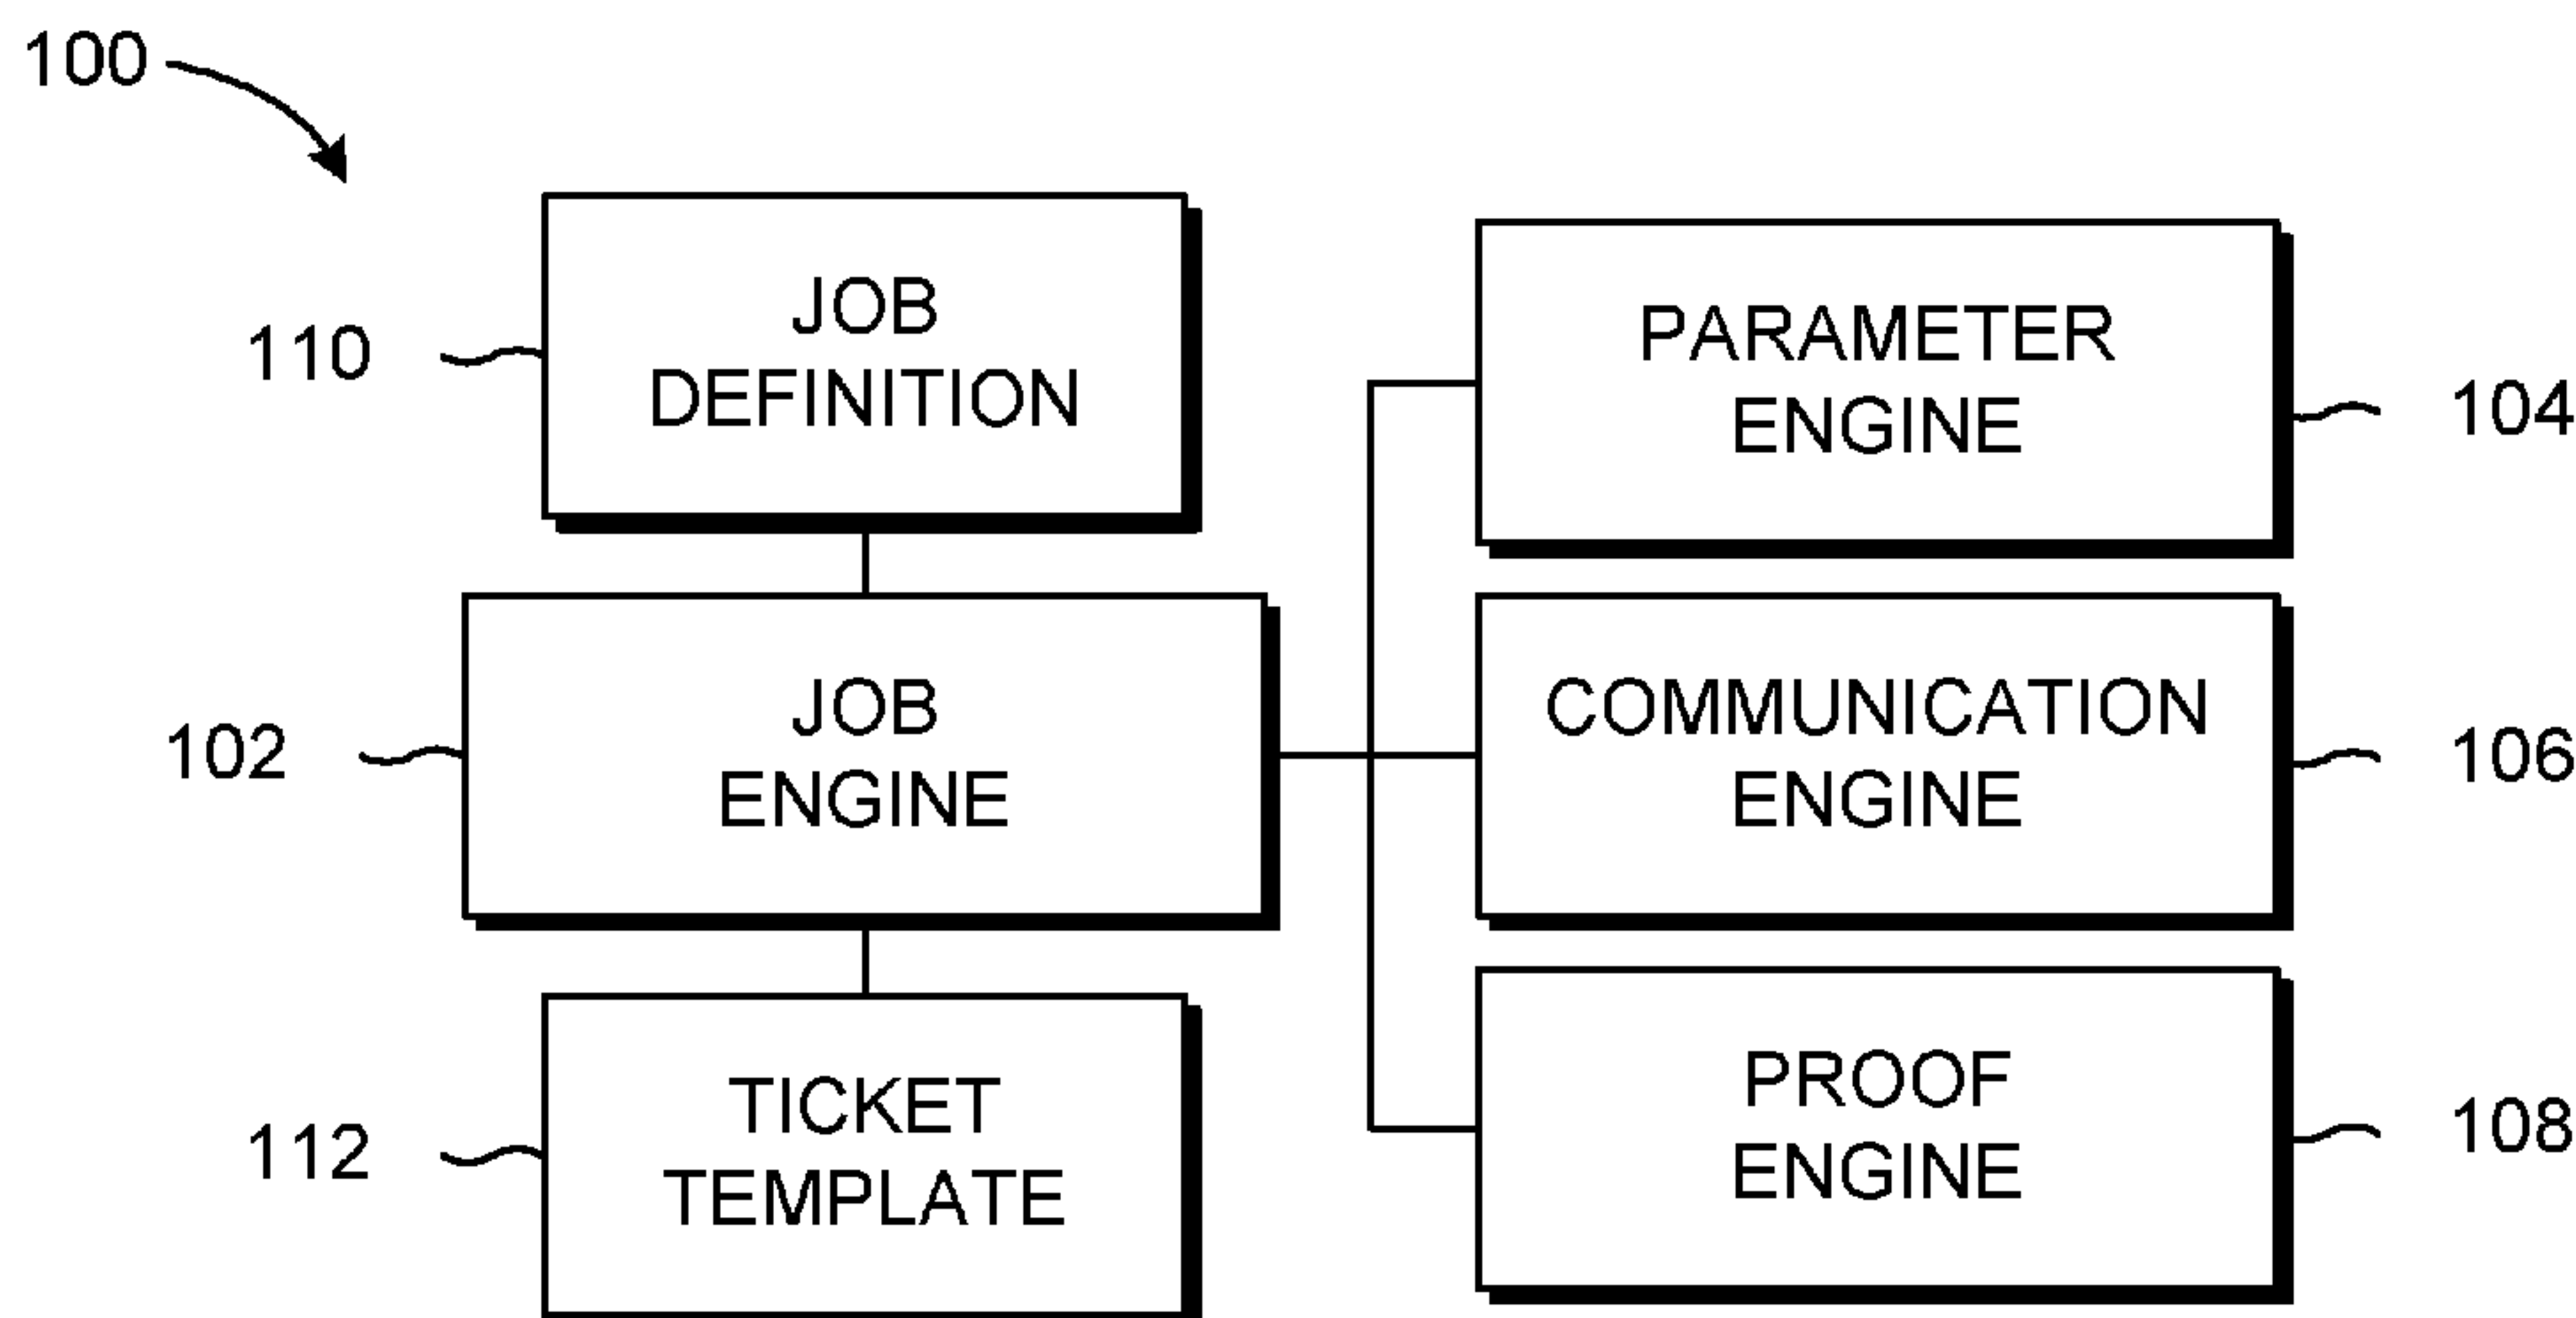 100
110
JOB
DEFINITION
102
JOB
ENGINE
112
TICKET
TEMPLATE
PARAMETER
ENGINE
104
COMMUNICATION
ENGINE
106
PROOF
ENGINE
108